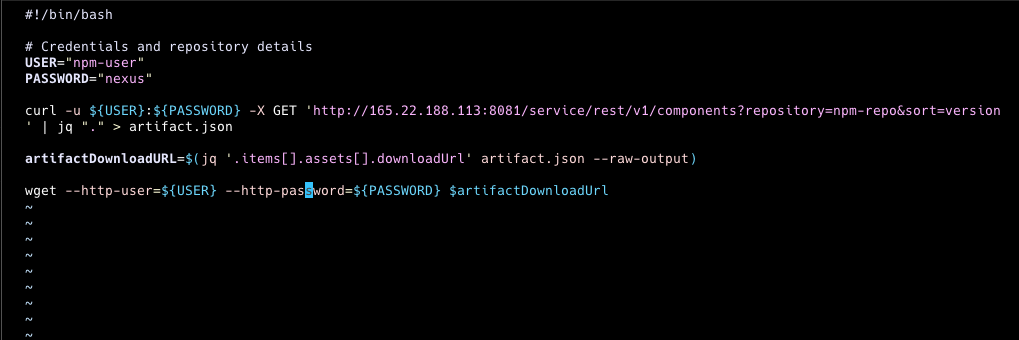 #!/bin/bash
# Credentials and repository details
USER="npm-user"
PASSWORD="nexus"
curl -u ${USER}:${PASSWORD} -X GET 'http://165.22.188.113:8081/service/rest/v1/components?repository=npm-repo&sort=version
' | jq "." > artifact.json
artifactDownloadURL=$(jq '.items[].assets[].downloadUrl' artifact.json --raw-output)
wget --http-user=${USER} --http-password=${PASSWORD} $artifactDownloadUrl
~
~
~
~
~
~
~
~
~